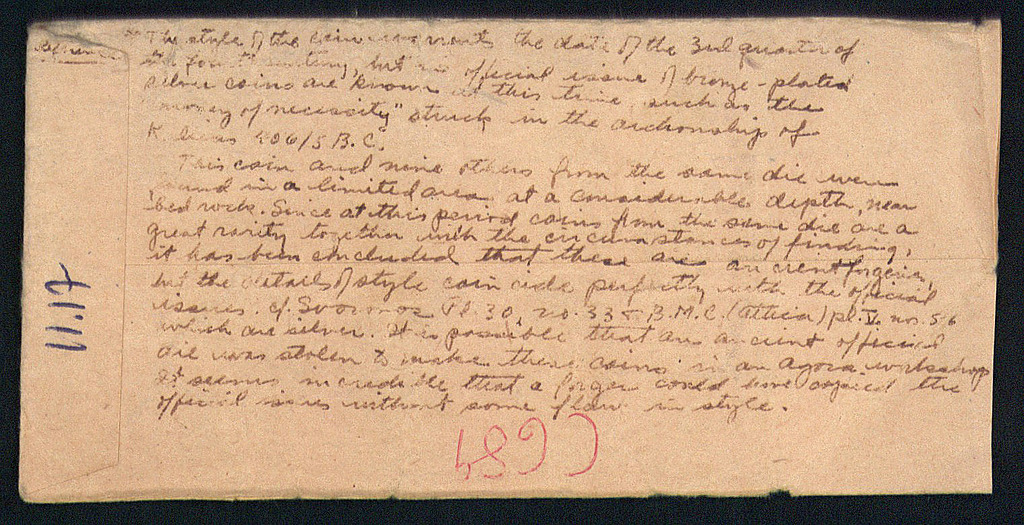 "The style of the coin warrants the date of the 3rd quarter of
the fourth century, but no official issue of bronze-plated
silver coins are known at this time, such as the
"money of necessity" struck in the archonship of
Kallias 406/5 B.C.
This coin and nine others from the same die were
found in a limited area at a considerable depth, near
bedrock. Since at this period coins from the same die are a
great rarity together with the circumstances of finding,
it has been concluded that these are ancient forgeries,
but the details of style coincide perfectly with the official
issues. cf. Svoronos Pl. 30, no. 33 & B.M.C. (Attica) pl. V. nos. 5, 6
which are silver. It is possible that an ancient official
die was stolen to make these coins in an agora workshop
It seems incredible that a forger could have copied the
official issues without some flaw in style.
11.17